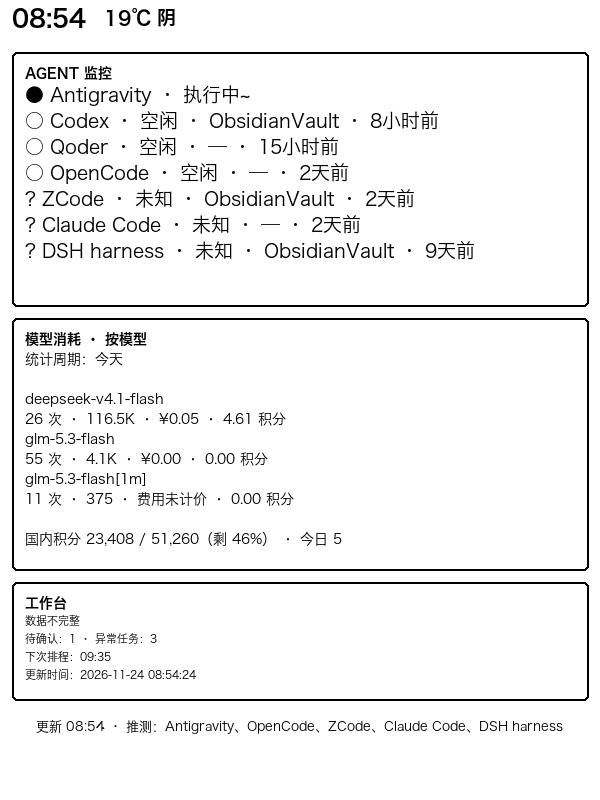 08:54 19℃ 阴
AGENT 监控
● Antigravity · 执行中~
○ Codex · 空闲 · ObsidianVault · 8小时前
○ Qoder · 空闲 · — · 15小时前
○ OpenCode · 空闲 · — · 2天前
? ZCode · 未知 · ObsidianVault · 2天前
? Claude Code · 未知 · — · 2天前
? DSH harness · 未知 · ObsidianVault · 9天前
模型消耗 · 按模型
统计周期：今天
deepseek-v4.1-flash
26 次 · 116.5K · ¥0.05 · 4.61 积分
glm-5.3-flash
55 次 · 4.1K · ¥0.00 · 0.00 积分
glm-5.3-flash[1m]
11 次 · 375 · 费用未计价 · 0.00 积分
国内积分 23,408 / 51,260（剩 46%） · 今日 5
工作台
数据不完整
待确认：1 · 异常任务：3
下次排程：09:35
更新时间：2026-11-24 08:54:24
更新 08:54 · 推测：Antigravity、OpenCode、ZCode、Claude Code、DSH harness